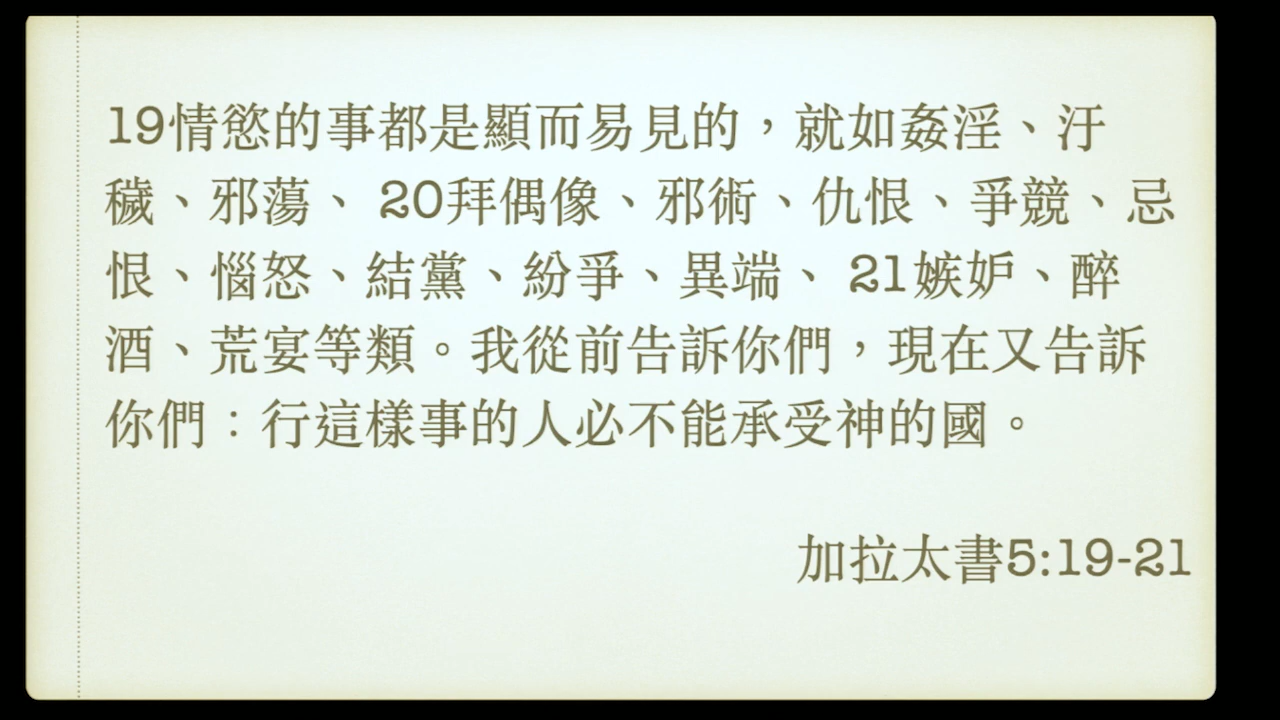 19情慾的事都是顯而易見的，就如姦淫、汙
穢、邪蕩、 20拜偶像、邪術、仇恨、爭競、忌
恨、惱怒、結黨、紛爭、異端、 21嫉妒、醉
酒、荒宴等類。我從前告訴你們，現在又告訴
你們：行這樣事的人必不能承受神的國。
加拉太書5:19-21